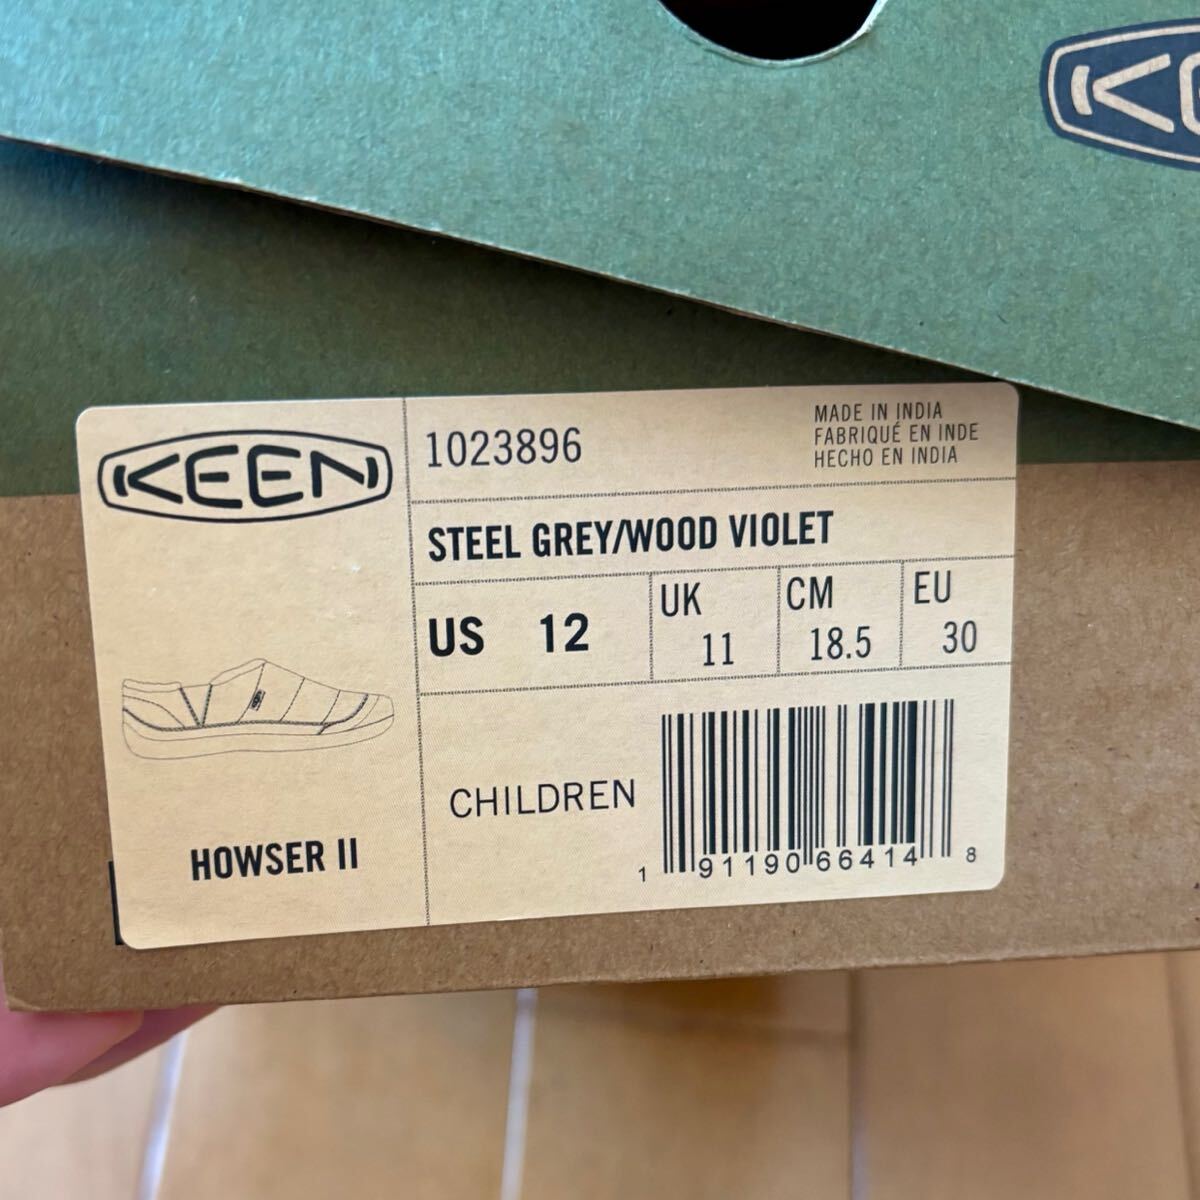 KEEN
1023896
MADE IN INDIA
FABRIQUÉ EN INDE
HECHO EN INDIA
STEEL GREY/WOOD VIOLET
US 12
UK 11
CM 18.5
EU 30
KEEN
CHILDREN
HOWSER II
1 91190 66414 8